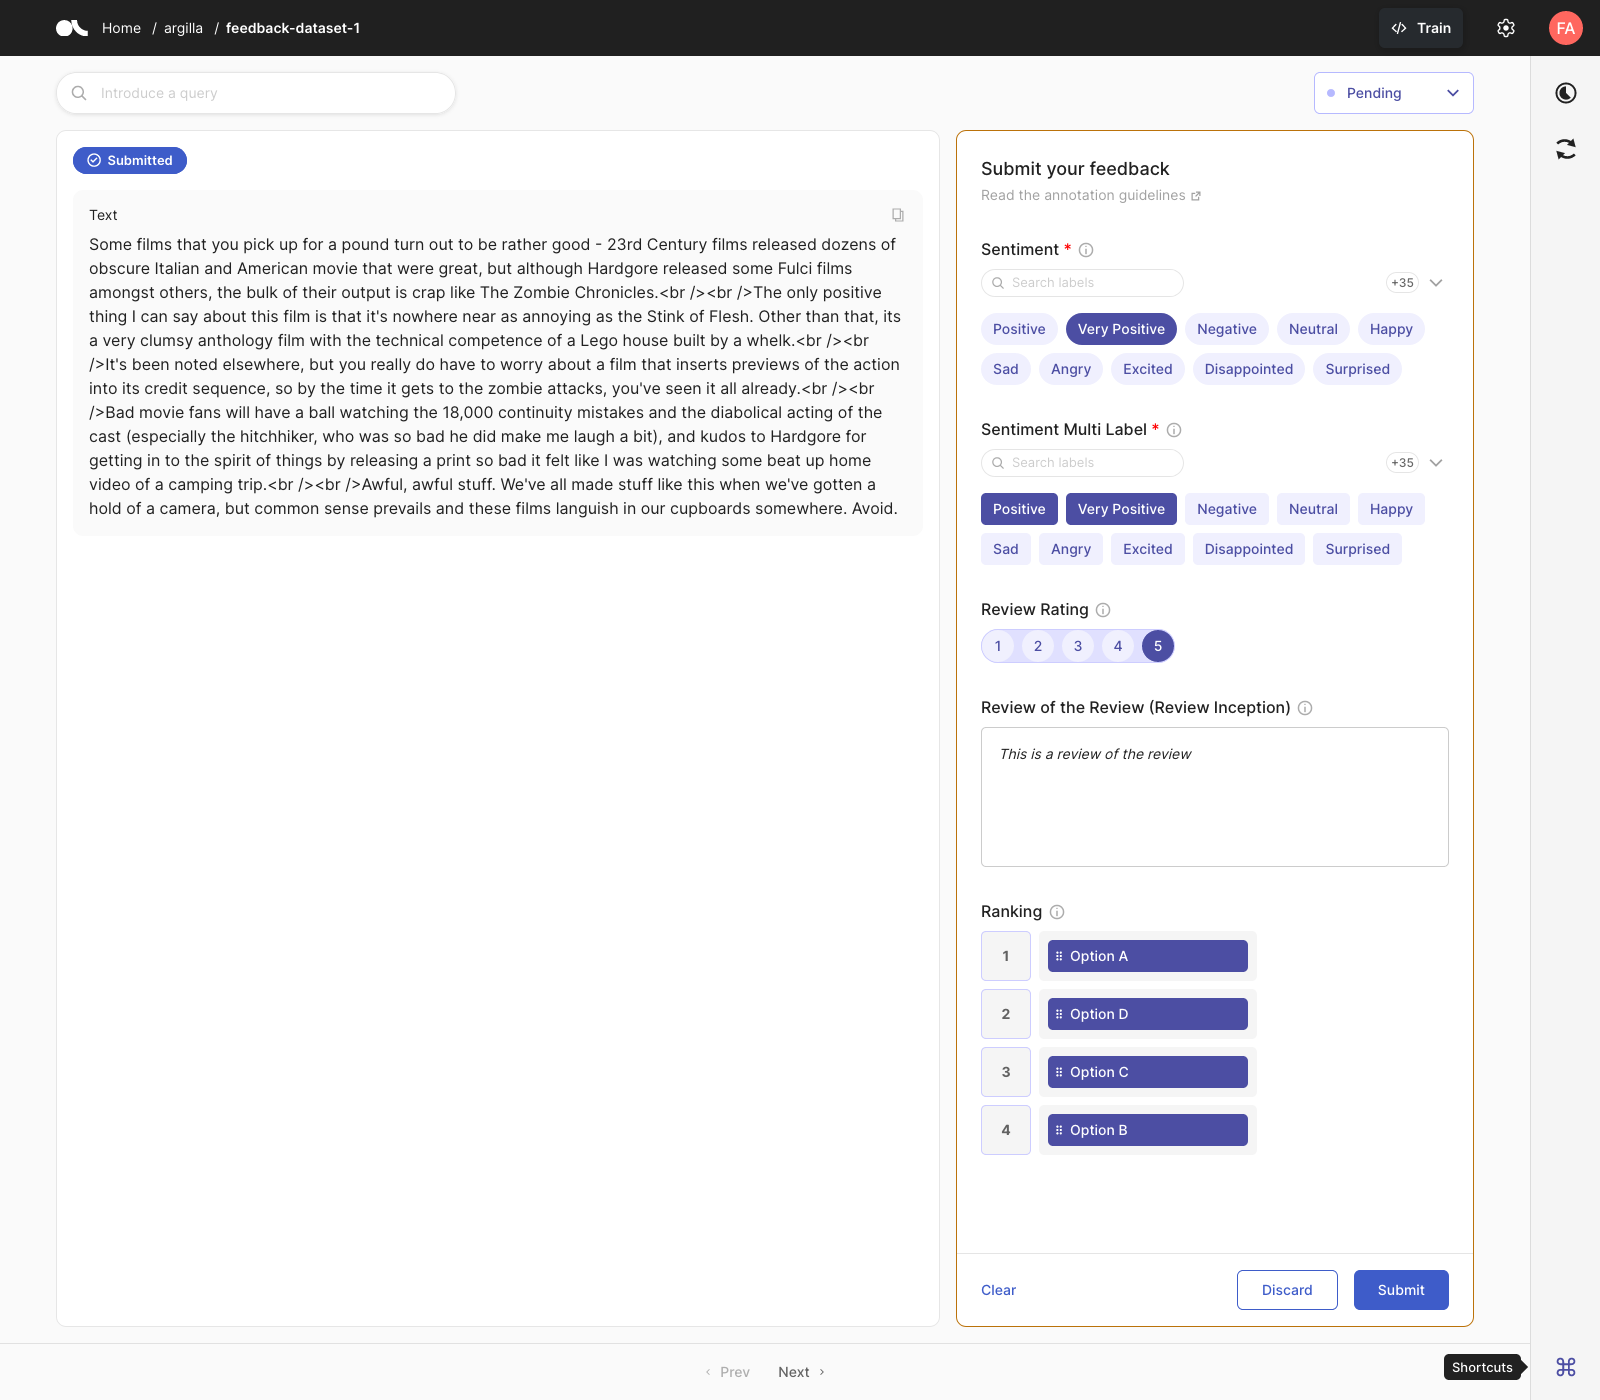 Home / argilla / feedback-dataset-1
Train
FA
Introduce a query
Pending
Submitted
Text
Some films that you pick up for a pound turn out to be rather good - 23rd Century films released dozens of
obscure Italian and American movie that were great, but although Hardgore released some Fulci films
amongst others, the bulk of their output is crap like The Zombie Chronicles.<br /><br />The only positive
thing I can say about this film is that it's nowhere near as annoying as the Stink of Flesh. Other than that, its
a very clumsy anthology film with the technical competence of a Lego house built by a whelk.<br /><br
/>It's been noted elsewhere, but you really do have to worry about a film that inserts previews of the action
into its credit sequence, so by the time it gets to the zombie attacks, you've seen it all already.<br /><br
/>Bad movie fans will have a ball watching the 18,000 continuity mistakes and the diabolical acting of the
cast (especially the hitchhiker, who was so bad he did make me laugh a bit), and kudos to Hardgore for
getting in to the spirit of things by releasing a print so bad it felt like I was watching some beat up home
video of a camping trip.<br /><br />Awful, awful stuff. We've all made stuff like this when we've gotten a
hold of a camera, but common sense prevails and these films languish in our cupboards somewhere. Avoid.
Submit your feedback
Read the annotation guidelines
Sentiment *
Search labels
+35
Positive Very Positive Negative Neutral Happy
Sad Angry Excited Disappointed Surprised
Sentiment Multi Label *
Search labels
+35
Positive Very Positive Negative Neutral Happy
Sad Angry Excited Disappointed Surprised
Review Rating
1 2 3 4 5
Review of the Review (Review Inception)
This is a review of the review
Ranking
1 Option A
2 Option D
3 Option C
4 Option B
Clear Discard Submit
Prev Next
Shortcuts